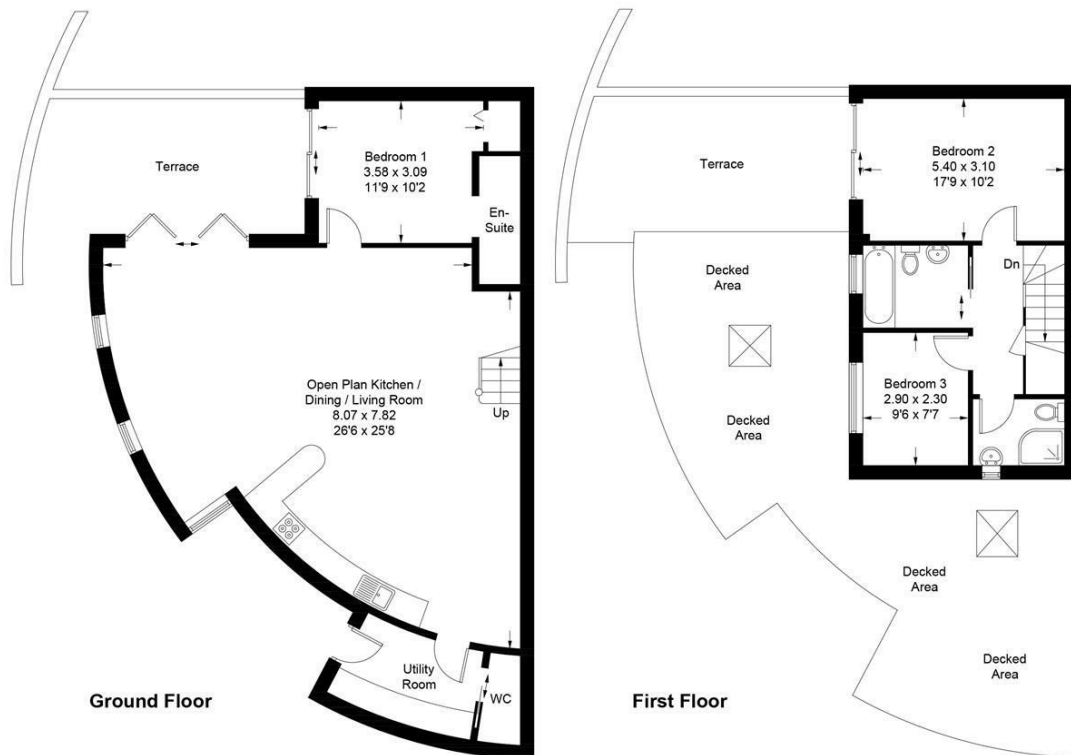 Terrace
Bedroom 1
3.58 x 3.09
11'9 x 10'2
En-
Suite
Open Plan Kitchen /
Dining / Living Room
8.07 x 7.82
26'6 x 25'8
Up
Utility
Room
WC
Ground Floor
Terrace
Bedroom 2
5.40 x 3.10
17'9 x 10'2
Dn
Decked
Area
Decked
Area
Bedroom 3
2.90 x 2.30
9'6 x 7'7
Decked
Area
Decked
Area
First Floor